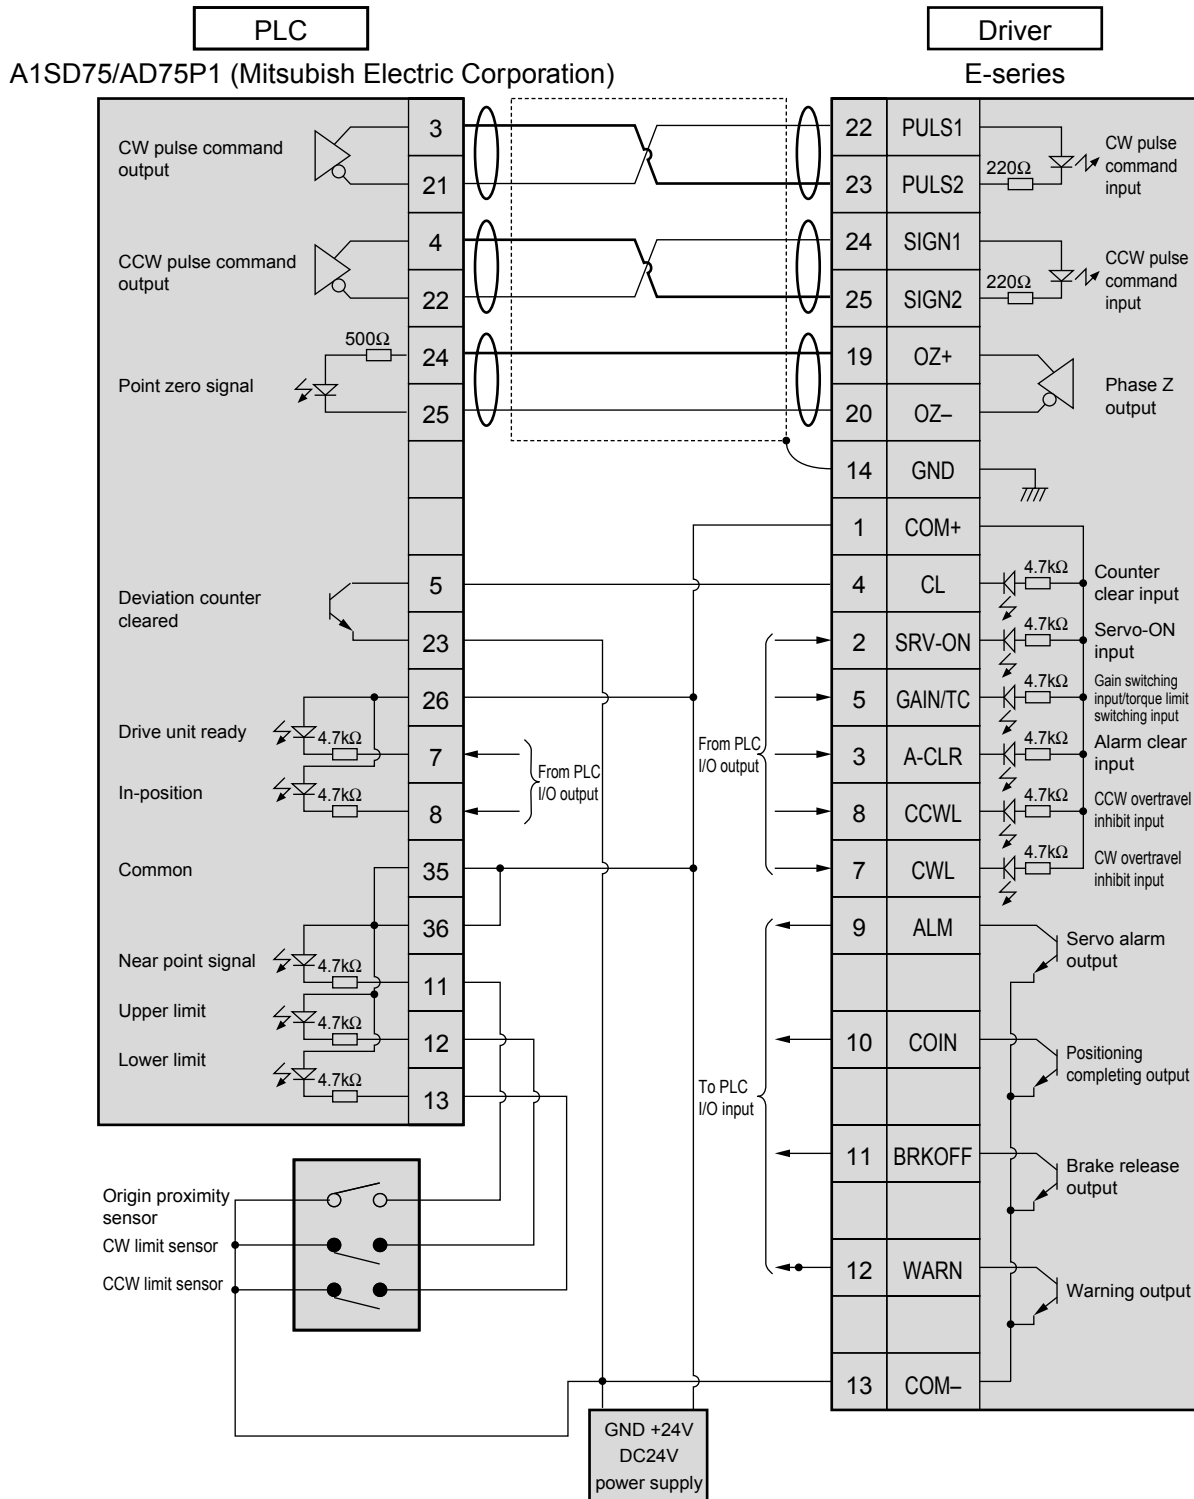 PLC
Driver
A1SD75/AD75P1 (Mitsubish Electric Corporation)
E-series
CW pulse command
output
3
21
CCW pulse command
output
4
22
500Ω
Point zero signal
24
25
Deviation counter
cleared
5
23
26
Drive unit ready
4.7kΩ
7
In-position
4.7kΩ
8
From PLC
I/O output
Common
35
36
Near point signal
4.7kΩ
11
Upper limit
4.7kΩ
12
Lower limit
4.7kΩ
13
Origin proximity
sensor
CW limit sensor
CCW limit sensor
GND +24V
DC24V
power supply
22 PULS1
23 PULS2
220Ω
CW pulse
command
input
24 SIGN1
25 SIGN2
220Ω
CCW pulse
command
input
19 OZ+
20 OZ–
Phase Z
output
14 GND
1 COM+
4 CL
4.7kΩ
Counter
clear input
2 SRV-ON
4.7kΩ
Servo-ON
input
5 GAIN/TC
4.7kΩ
Gain switching
input/torque limit
switching input
3 A-CLR
4.7kΩ
Alarm clear
input
8 CCWL
4.7kΩ
CCW overtravel
inhibit input
7 CWL
4.7kΩ
CW overtravel
inhibit input
From PLC
I/O output
9 ALM
Servo alarm
output
10 COIN
Positioning
completing output
To PLC
I/O input
11 BRKOFF
Brake release
output
12 WARN
Warning output
13 COM–